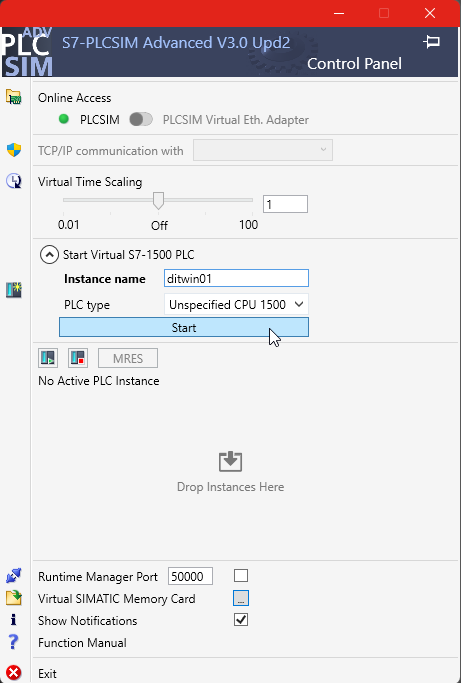 ADV
PLC
SIM
S7-PLCSIM Advanced V3.0 Upd2
Control Panel
Online Access
PLCSIM PLCSIM Virtual Eth. Adapter
TCP/IP communication with
Virtual Time Scaling
1
0.01 Off 100
Start Virtual S7-1500 PLC
Instance name ditwin01
PLC type Unspecified CPU 1500
Start
MRES
No Active PLC Instance
Drop Instances Here
Runtime Manager Port 50000
Virtual SIMATIC Memory Card ...
Show Notifications
Function Manual
Exit